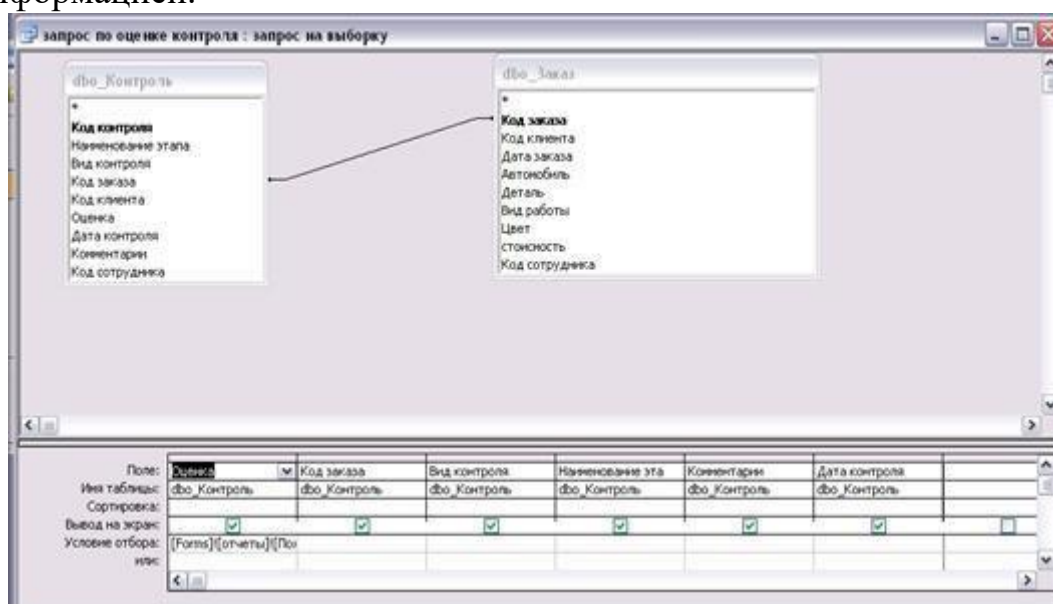 формацией.
запрос по оценке контроля : запрос на выборку
dbo_Контроль
*
Код контроля
Наименование этапа
Вид контроля
Код заказа
Код клиента
Оценка
Дата контроля
Комментарии
Код сотрудника
dbo_Заказ
*
Код заказа
Код клиента
Дата заказа
Автомобиль
Деталь
Вид работы
Цвет
стоисность
Код сотрудника
Поле: Оценка Код заказа Вид контроля Наименование эта Комментарии Дата контроля
Имя таблицы: dbo_Контроль dbo_Контроль dbo_Контроль dbo_Контроль dbo_Контроль dbo_Контроль
Сортировка:
Вывод на экран:
Условие отбора: [Forms]![отчеты]![Пол
или: